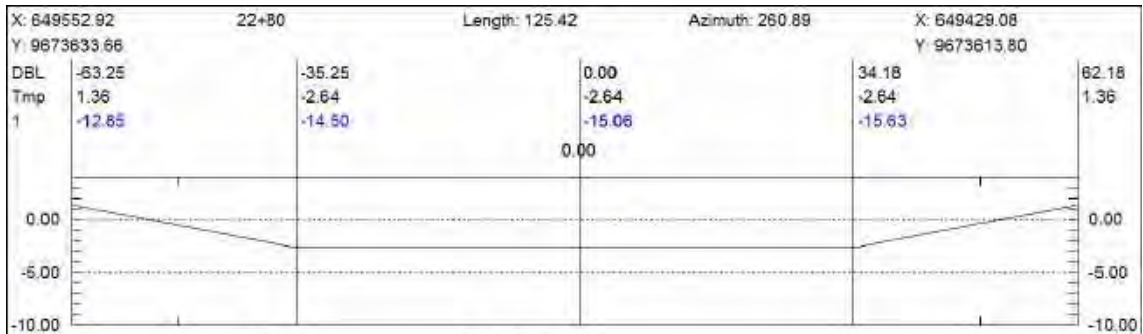 X: 649552.92 22+80 Length: 125.42 Azimuth: 260.89 X: 649429.08
Y: 9673633.66 Y: 9673613.80
DBL -63.25 -35.25 0.00 34.18 62.18
Tmp 1.36 -2.64 -2.64 -2.64 1.36
1 -12.85 -14.50 -15.06 -15.63
0.00
0.00 0.00
-5.00 -5.00
-10.00 -10.00